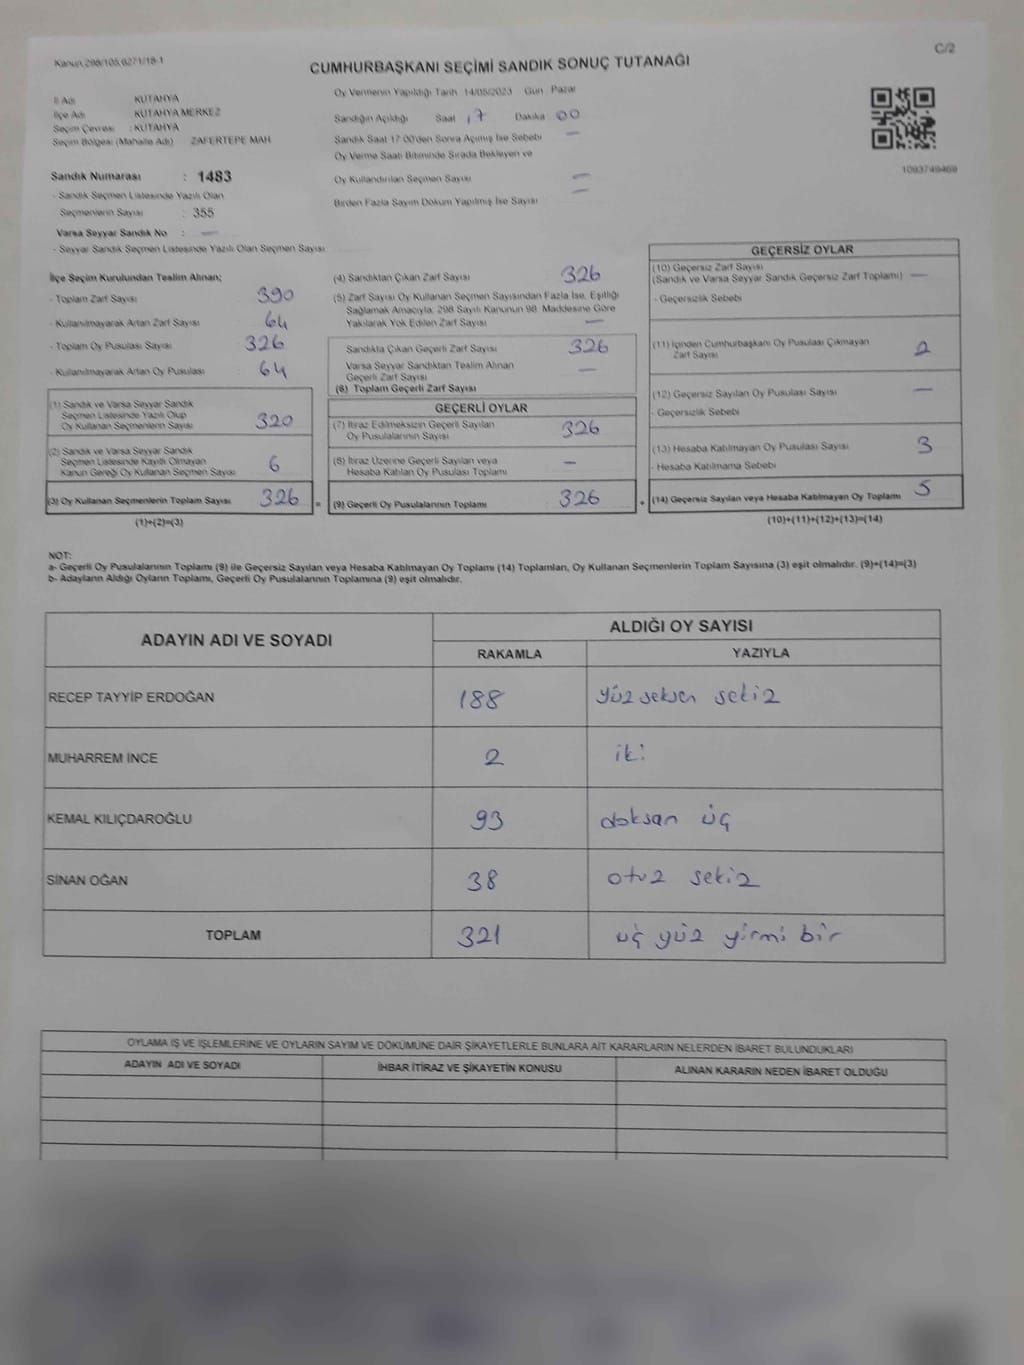 Kanun 298/105,6271/18-1
C/2
CUMHURBAŞKANI SEÇİMİ SANDIK SONUÇ TUTANAĞI
İl Adı KÜTAHYA
İlçe Adı KÜTAHYA MERKEZ
Seçim Çevresi : KÜTAHYA
Seçim Bölgesi (Mahalle Adı) ZAFERTEPE MAH
Oy Vermenin Yapıldığı Tarih 14/05/2023 Gün : Pazar
Sandığın Açıldığı Saat 17 Dakika 00
Sandık Saat 17:00'den Sonra Açımış İse Sebebi —
Oy Verme Saati Bitiminde Sırada Bekleyen ve
Oy Kullandırılan Seçmen Sayısı —
Birden Fazla Sayım Döküm Yapılmış İse Sayısı —
1093749469
Sandık Numarası : 1483
- Sandık Seçmen Listesinde Yazılı Olan
Seçmenlerin Sayısı : 355
Varsa Seyyar Sandık No : —
- Seyyar Sandık Seçmen Listesinde Yazılı Olan Seçmen Sayısı
İlçe Seçim Kurulundan Teslim Alınan;
- Toplam Zarf Sayısı 390
- Kullanılmayarak Artan Zarf Sayısı 64
- Toplam Oy Pusulası Sayısı 326
- Kullanılmayarak Artan Oy Pusulası 64
(1) Sandık ve Varsa Seyyar Sandık
Seçmen Listesinde Yazılı Olup
Oy Kullanan Seçmenlerin Sayısı 320
(2) Sandık ve Varsa Seyyar Sandık
Seçmen Listesinde Kayıtlı Olmayan
Kanun Gereği Oy Kullanan Seçmen Sayısı 6
(3) Oy Kullanan Seçmenlerin Toplam Sayısı 326 =
(1)+(2)=(3)
(4) Sandıktan Çıkan Zarf Sayısı 326
(5) Zarf Sayısı Oy Kullanan Seçmen Sayısından Fazla İse, Eşitliği
Sağlamak Amacıyla, 298 Sayılı Kanunun 98. Maddesine Göre
Yakılarak Yok Edilen Zarf Sayısı —
Sandıkta Çıkan Geçerli Zarf Sayısı 326
Varsa Seyyar Sandıktan Teslim Alınan
Geçerli Zarf Sayısı —
(6) Toplam Geçerli Zarf Sayısı
GEÇERLİ OYLAR
(7) İtiraz Edilmeksizin Geçerli Sayılan
Oy Pusulalarının Sayısı 326
(8) İtiraz Üzerine Geçerli Sayılan veya
Hesaba Katılan Oy Pusulası Toplamı —
(9) Geçerli Oy Pusulalarının Toplamı 326 +
GEÇERSİZ OYLAR
(10) Geçersiz Zarf Sayısı
(Sandık ve Varsa Seyyar Sandık Geçersiz Zarf Toplamı) —
- Geçersizlik Sebebi
(11) İçinden Cumhurbaşkanı Oy Pusulası Çıkmayan
Zarf Sayısı 2
(12) Geçersiz Sayılan Oy Pusulası Sayısı —
- Geçersizlik Sebebi
(13) Hesaba Katılmayan Oy Pusulası Sayısı 3
- Hesaba Katılmama Sebebi
(14) Geçersiz Sayılan veya Hesaba Katılmayan Oy Toplamı 5
(10)+(11)+(12)+(13)=(14)
NOT:
a- Geçerli Oy Pusulalarının Toplamı (9) ile Geçersiz Sayılan veya Hesaba Katılmayan Oy Toplamı (14) Toplamları, Oy Kullanan Seçmenlerin Toplam Sayısına (3) eşit olmalıdır. (9)+(14)=(3)
b- Adayların Aldığı Oyların Toplamı, Geçerli Oy Pusulalarının Toplamına (9) eşit olmalıdır.
ADAYIN ADI VE SOYADI
ALDIĞI OY SAYISI
RAKAMLA YAZIYLA
RECEP TAYYİP ERDOĞAN 188 yüz seksen sekiz
MUHARREM İNCE 2 iki
KEMAL KILIÇDAROĞLU 93 doksan üç
SİNAN OĞAN 38 otuz sekiz
TOPLAM 321 üç yüz yirmi bir
OYLAMA İŞ VE İŞLEMLERİNE VE OYLARIN SAYIM VE DÖKÜMÜNE DAİR ŞİKAYETLERLE BUNLARA AİT KARARLARIN NELERDEN İBARET BULUNDUKLARI
ADAYIN ADI VE SOYADI İHBAR İTİRAZ VE ŞİKAYETİN KONUSU ALINAN KARARIN NEDEN İBARET OLDUĞU